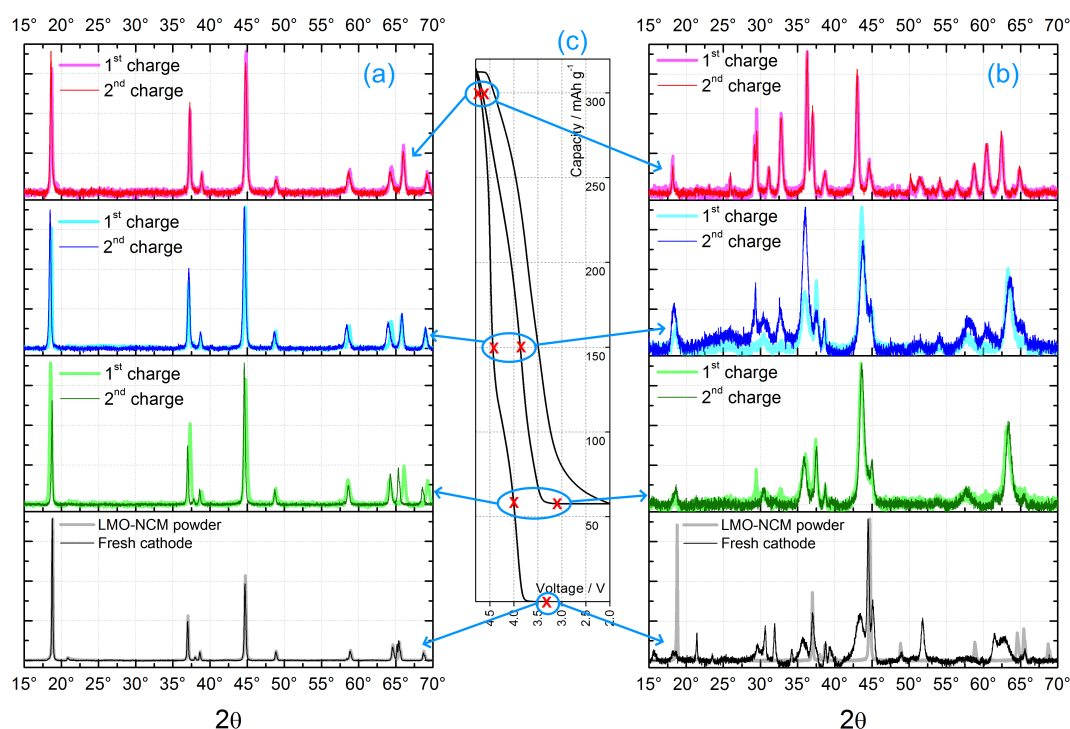 15° 20° 25° 30° 35° 40° 45° 50° 55° 60° 65° 70°
1st charge
2nd charge
(a)
1st charge
2nd charge
1st charge
2nd charge
LMO-NCM powder
Fresh cathode
15° 20° 25° 30° 35° 40° 45° 50° 55° 60° 65° 70°
2θ
(c)
Capacity / mAh g-1
300
250
200
150
100
50
Voltage / V
4.5 4.0 3.5 3.0 2.5 2.0
15° 20° 25° 30° 35° 40° 45° 50° 55° 60° 65° 70°
1st charge
2nd charge
(b)
1st charge
2nd charge
1st charge
2nd charge
LMO-NCM powder
Fresh cathode
15° 20° 25° 30° 35° 40° 45° 50° 55° 60° 65° 70°
2θ